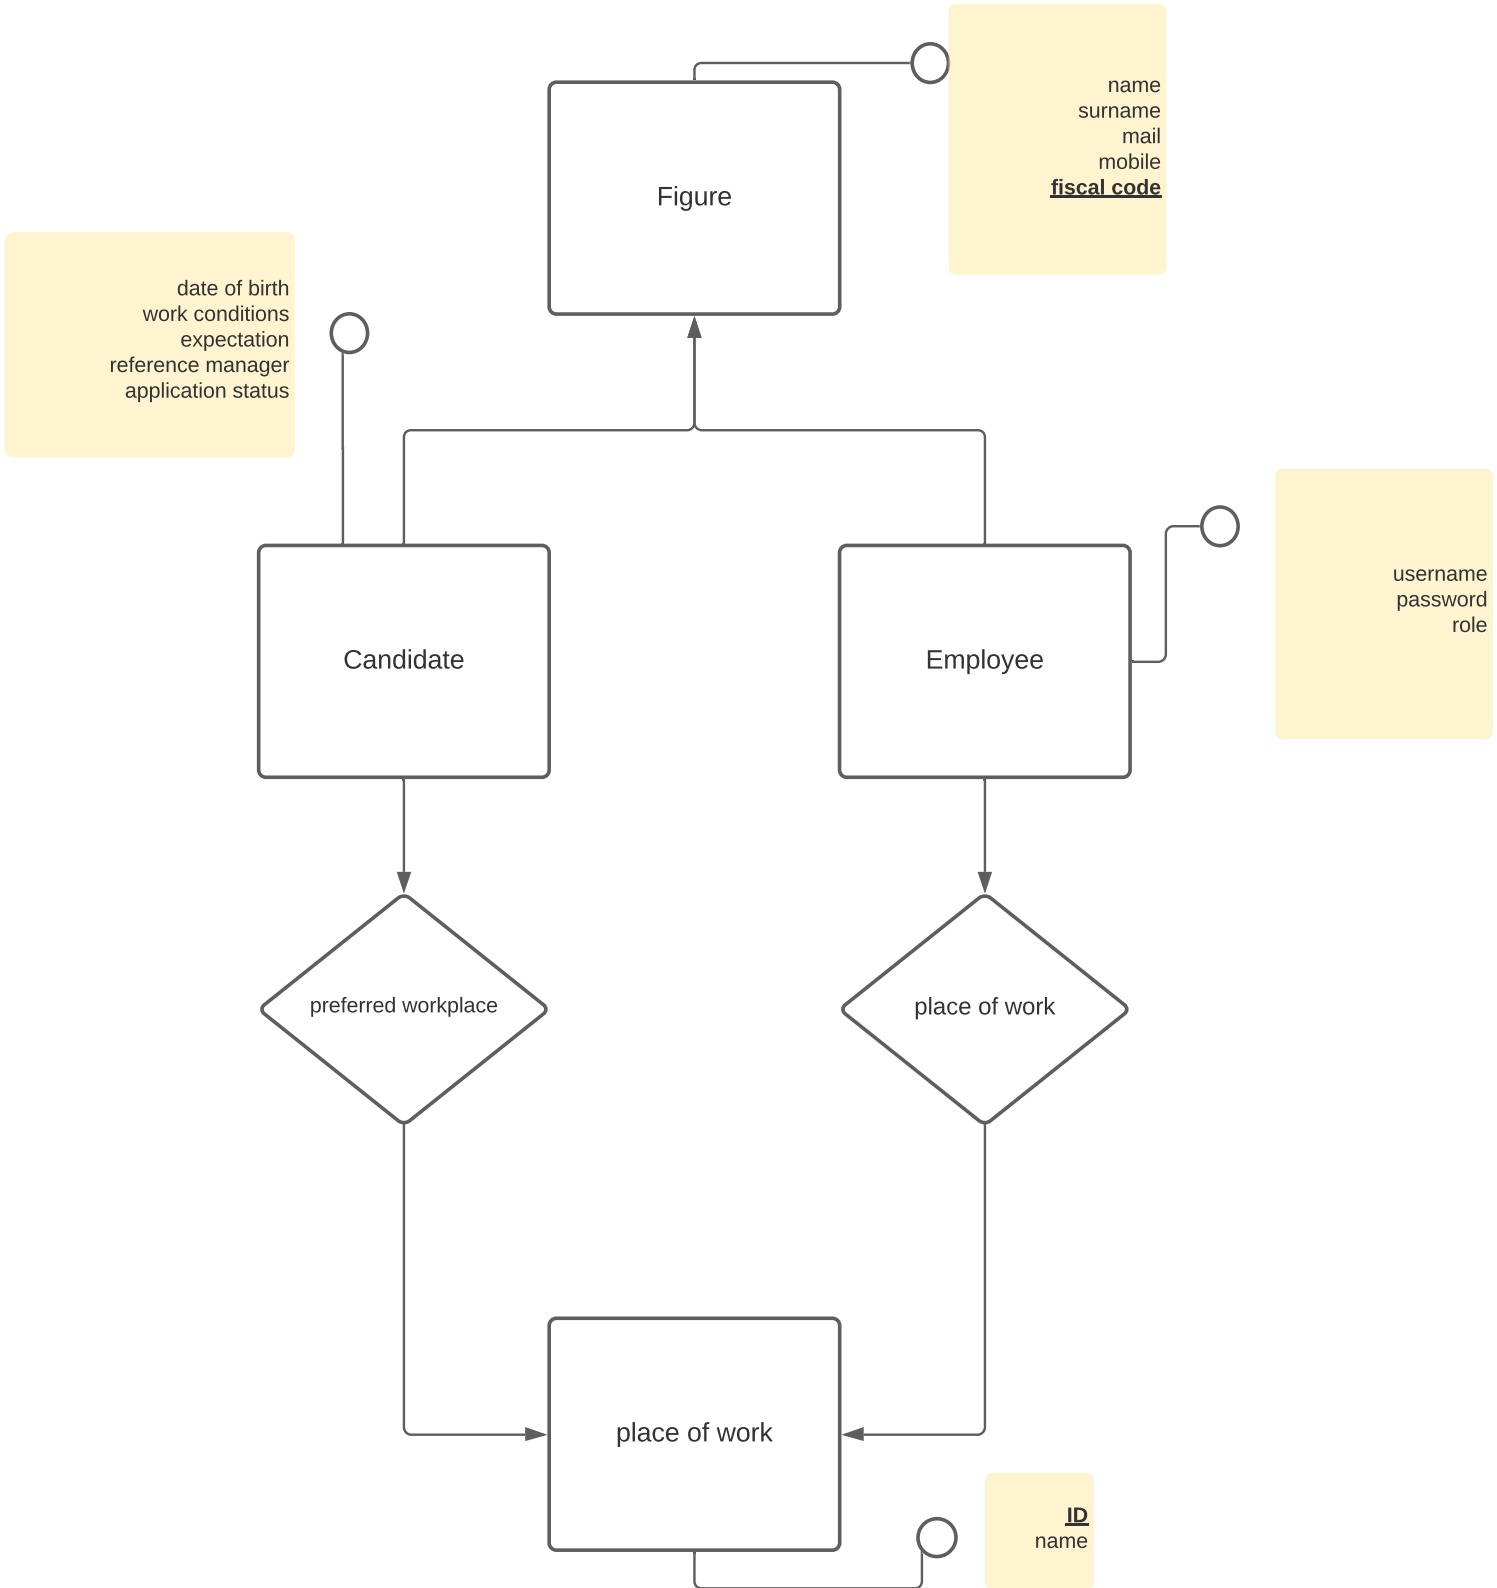 name
surname
mail
mobile
fiscal code
Figure
date of birth
work conditions
expectation
reference manager
application status
username
password
role
Candidate
Employee
preferred workplace
place of work
place of work
ID
name